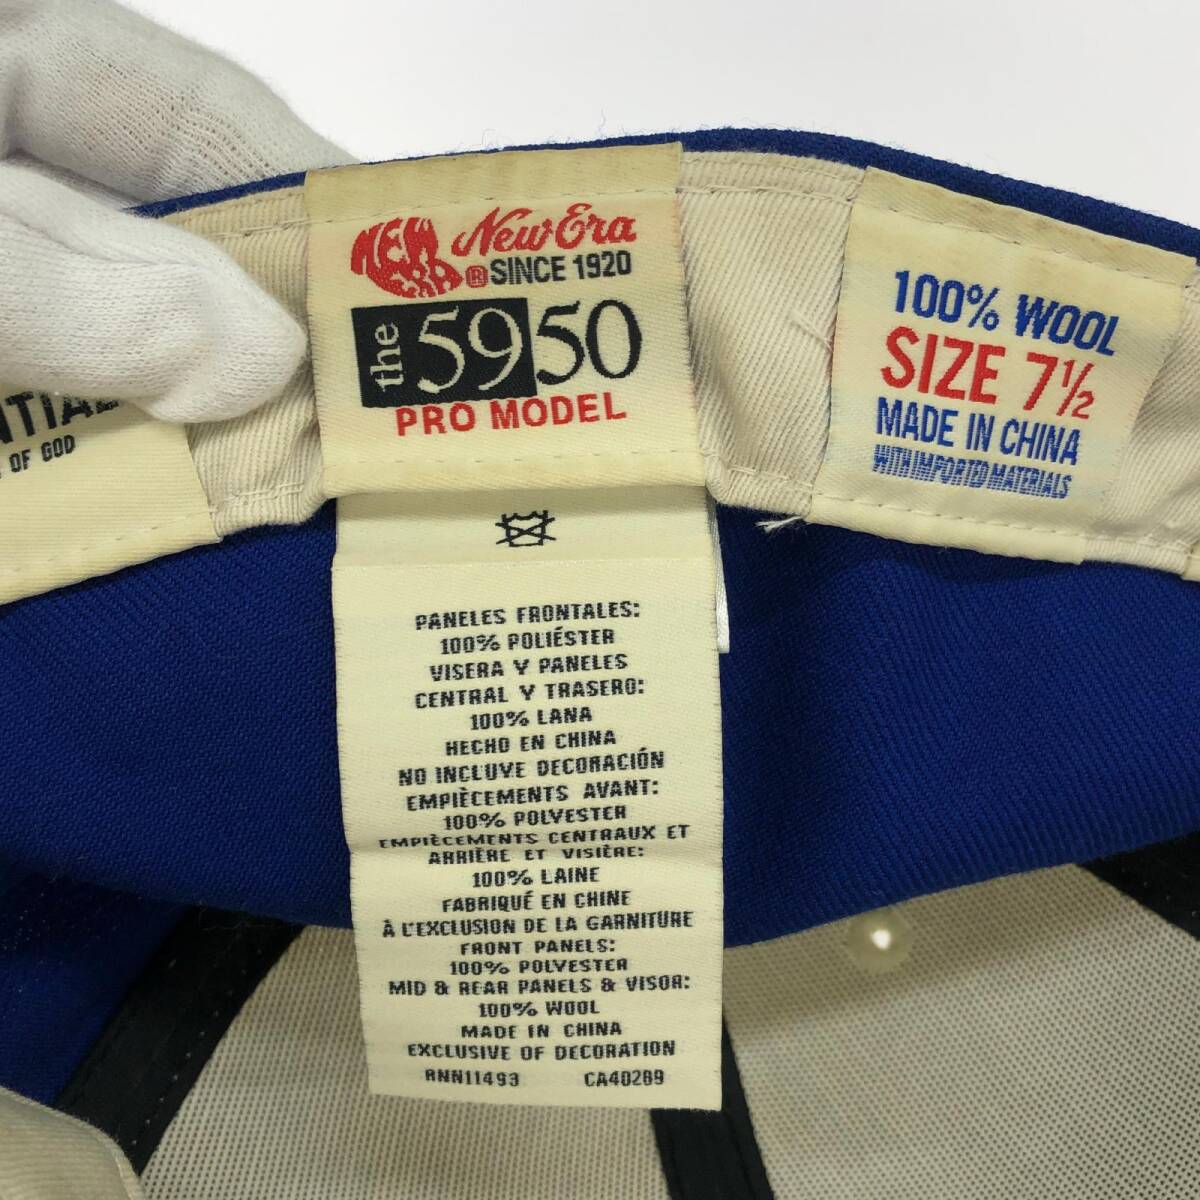 OF GOD
NEW ERA
New Era
® SINCE 1920
the 5950
PRO MODEL
100% WOOL
SIZE 7½
MADE IN CHINA
WITH IMPORTED MATERIALS
PANELES FRONTALES:
100% POLIÉSTER
VISERA Y PANELES
CENTRAL Y TRASERO:
100% LANA
HECHO EN CHINA
NO INCLUYE DECORACIÓN
EMPIÈCEMENTS AVANT:
100% POLYESTER
EMPIÈCEMENTS CENTRAUX ET
ARRIÈRE ET VISIÈRE:
100% LAINE
FABRIQUÉ EN CHINE
À L'EXCLUSION DE LA GARNITURE
FRONT PANELS:
100% POLYESTER
MID & REAR PANELS & VISOR:
100% WOOL
MADE IN CHINA
EXCLUSIVE OF DECORATION
RNN11493 CA40289